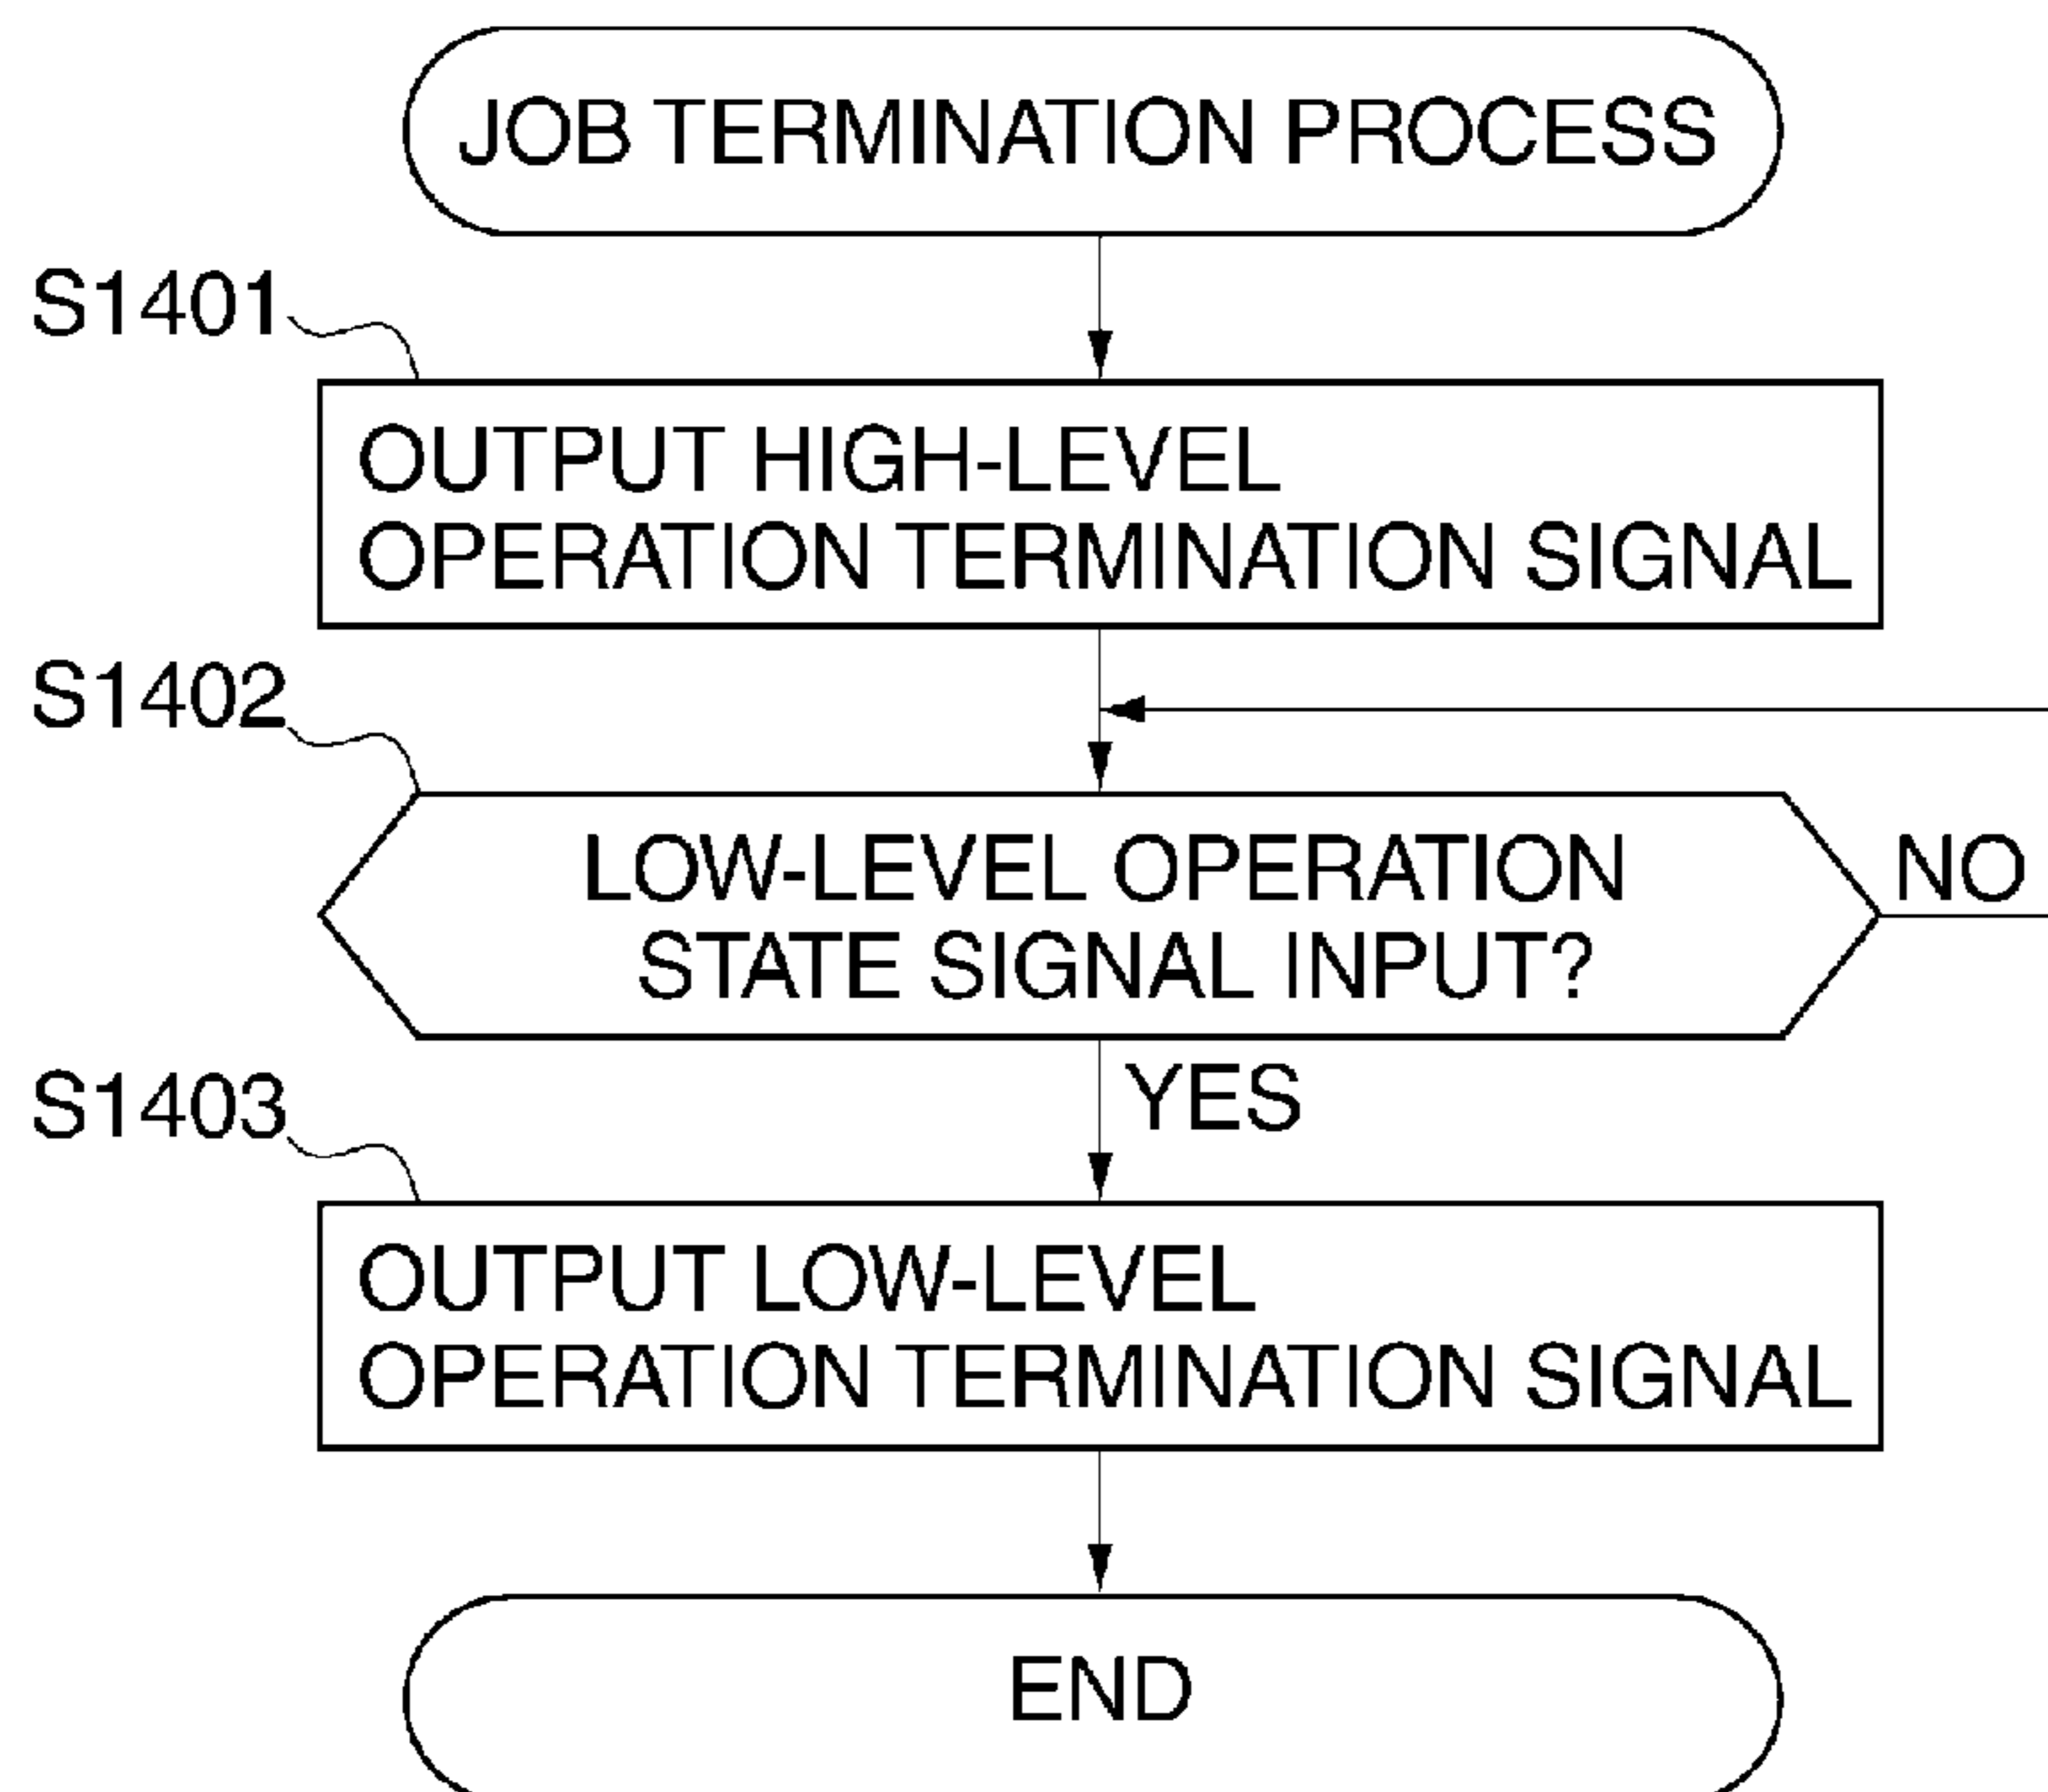 JOB TERMINATION PROCESS
S1401
OUTPUT HIGH-LEVEL
OPERATION TERMINATION SIGNAL
S1402
LOW-LEVEL OPERATION
STATE SIGNAL INPUT?
NO
YES
S1403
OUTPUT LOW-LEVEL
OPERATION TERMINATION SIGNAL
END